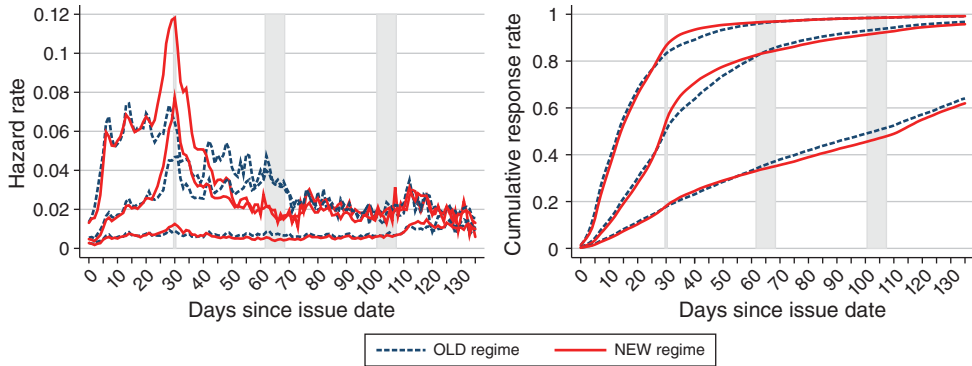 0.12
0.1
0.08
0.06
0.04
0.02
0
Hazard rate
0 10 20 30 40 50 60 70 80 90 100 110 120 130
Days since issue date
1
0.8
0.6
0.4
0.2
0
Cumulative response rate
0 10 20 30 40 50 60 70 80 90 100 110 120 130
Days since issue date
OLD regime NEW regime